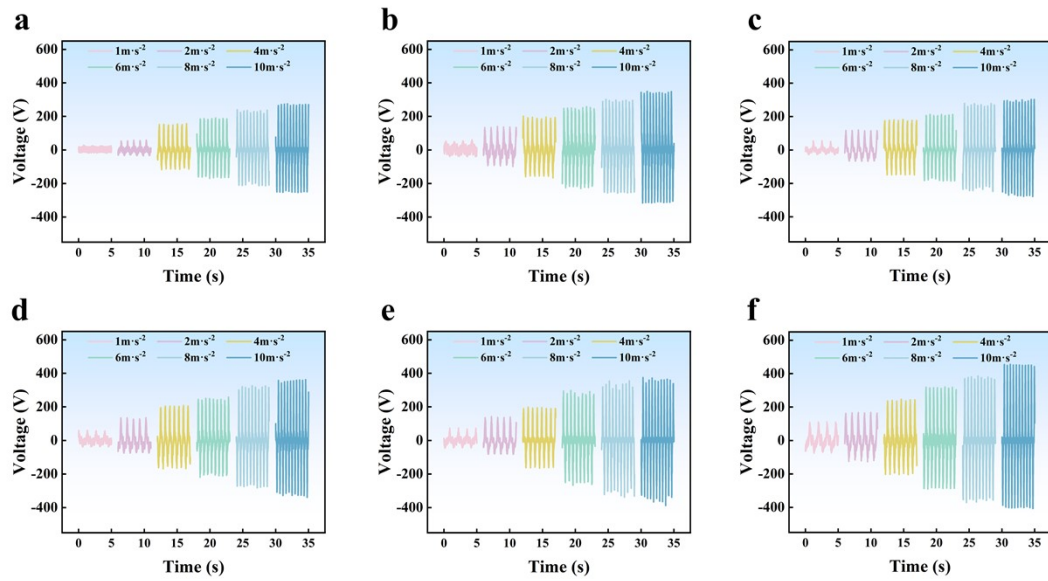 a
1m·s⁻² 2m·s⁻² 4m·s⁻²
6m·s⁻² 8m·s⁻² 10m·s⁻²
600
400
200
0
-200
-400
Voltage (V)
0 5 10 15 20 25 30 35
Time (s)
b
1m·s⁻² 2m·s⁻² 4m·s⁻²
6m·s⁻² 8m·s⁻² 10m·s⁻²
600
400
200
0
-200
-400
Voltage (V)
0 5 10 15 20 25 30 35
Time (s)
c
1m·s⁻² 2m·s⁻² 4m·s⁻²
6m·s⁻² 8m·s⁻² 10m·s⁻²
600
400
200
0
-200
-400
Voltage (V)
0 5 10 15 20 25 30 35
Time (s)
d
1m·s⁻² 2m·s⁻² 4m·s⁻²
6m·s⁻² 8m·s⁻² 10m·s⁻²
600
400
200
0
-200
-400
Voltage (V)
0 5 10 15 20 25 30 35
Time (s)
e
1m·s⁻² 2m·s⁻² 4m·s⁻²
6m·s⁻² 8m·s⁻² 10m·s⁻²
600
400
200
0
-200
-400
Voltage (V)
0 5 10 15 20 25 30 35
Time (s)
f
1m·s⁻² 2m·s⁻² 4m·s⁻²
6m·s⁻² 8m·s⁻² 10m·s⁻²
600
400
200
0
-200
-400
Voltage (V)
0 5 10 15 20 25 30 35
Time (s)